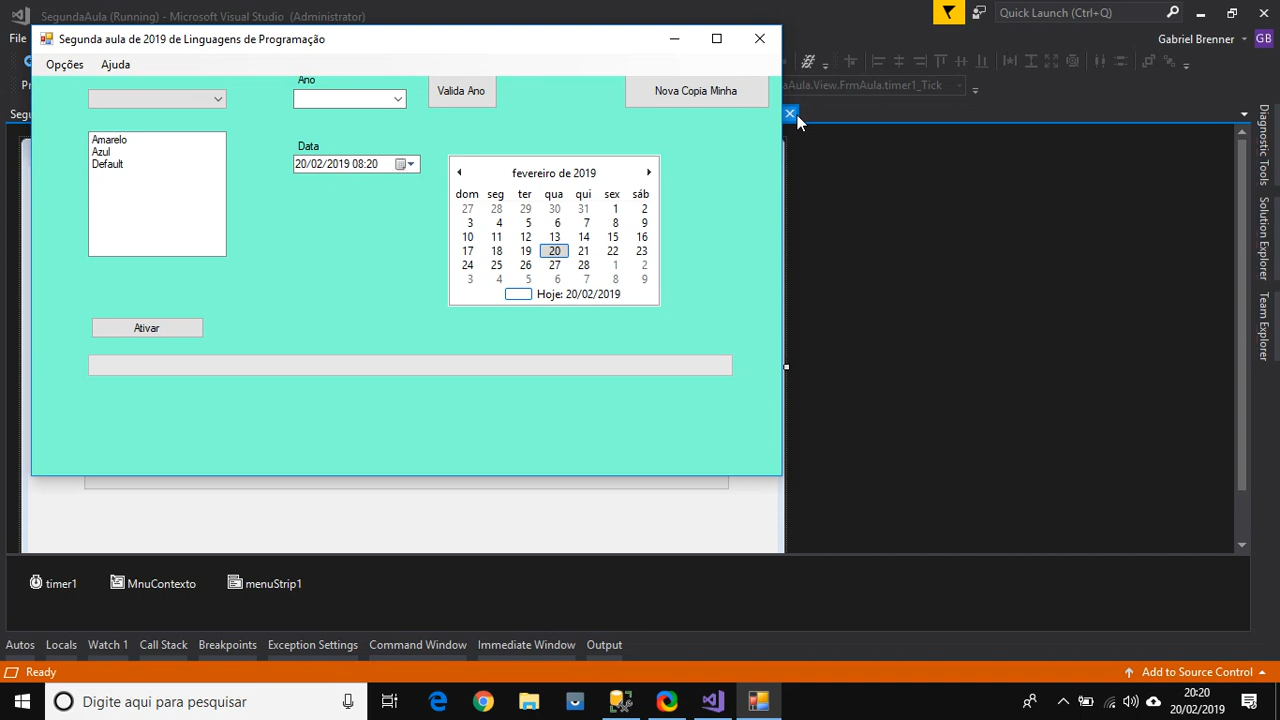 SegundaAula (Running) - Microsoft Visual Studio (Administrator)
Quick Launch (Ctrl+Q)
Segunda aula de 2019 de Linguagens de Programação
File
Gabriel Brenner GB
Opções Ajuda
Ano
Valida Ano
Nova Copia Minha
aAula.View.FrmAula.timer1_Tick
Amarelo
Azul
Default
Data
20/02/2019 08:20
fevereiro de 2019
dom seg ter qua qui sex sáb
27 28 29 30 31 1 2
3 4 5 6 7 8 9
10 11 12 13 14 15 16
17 18 19 20 21 22 23
24 25 26 27 28 1 2
3 4 5 6 7 8 9
Hoje: 20/02/2019
Ativar
Diagnostic Tools
Solution Explorer
Team Explorer
timer1 MnuContexto menuStrip1
Autos Locals Watch 1 Call Stack Breakpoints Exception Settings Command Window Immediate Window Output
Ready
Add to Source Control
Digite aqui para pesquisar
20:20
20/02/2019